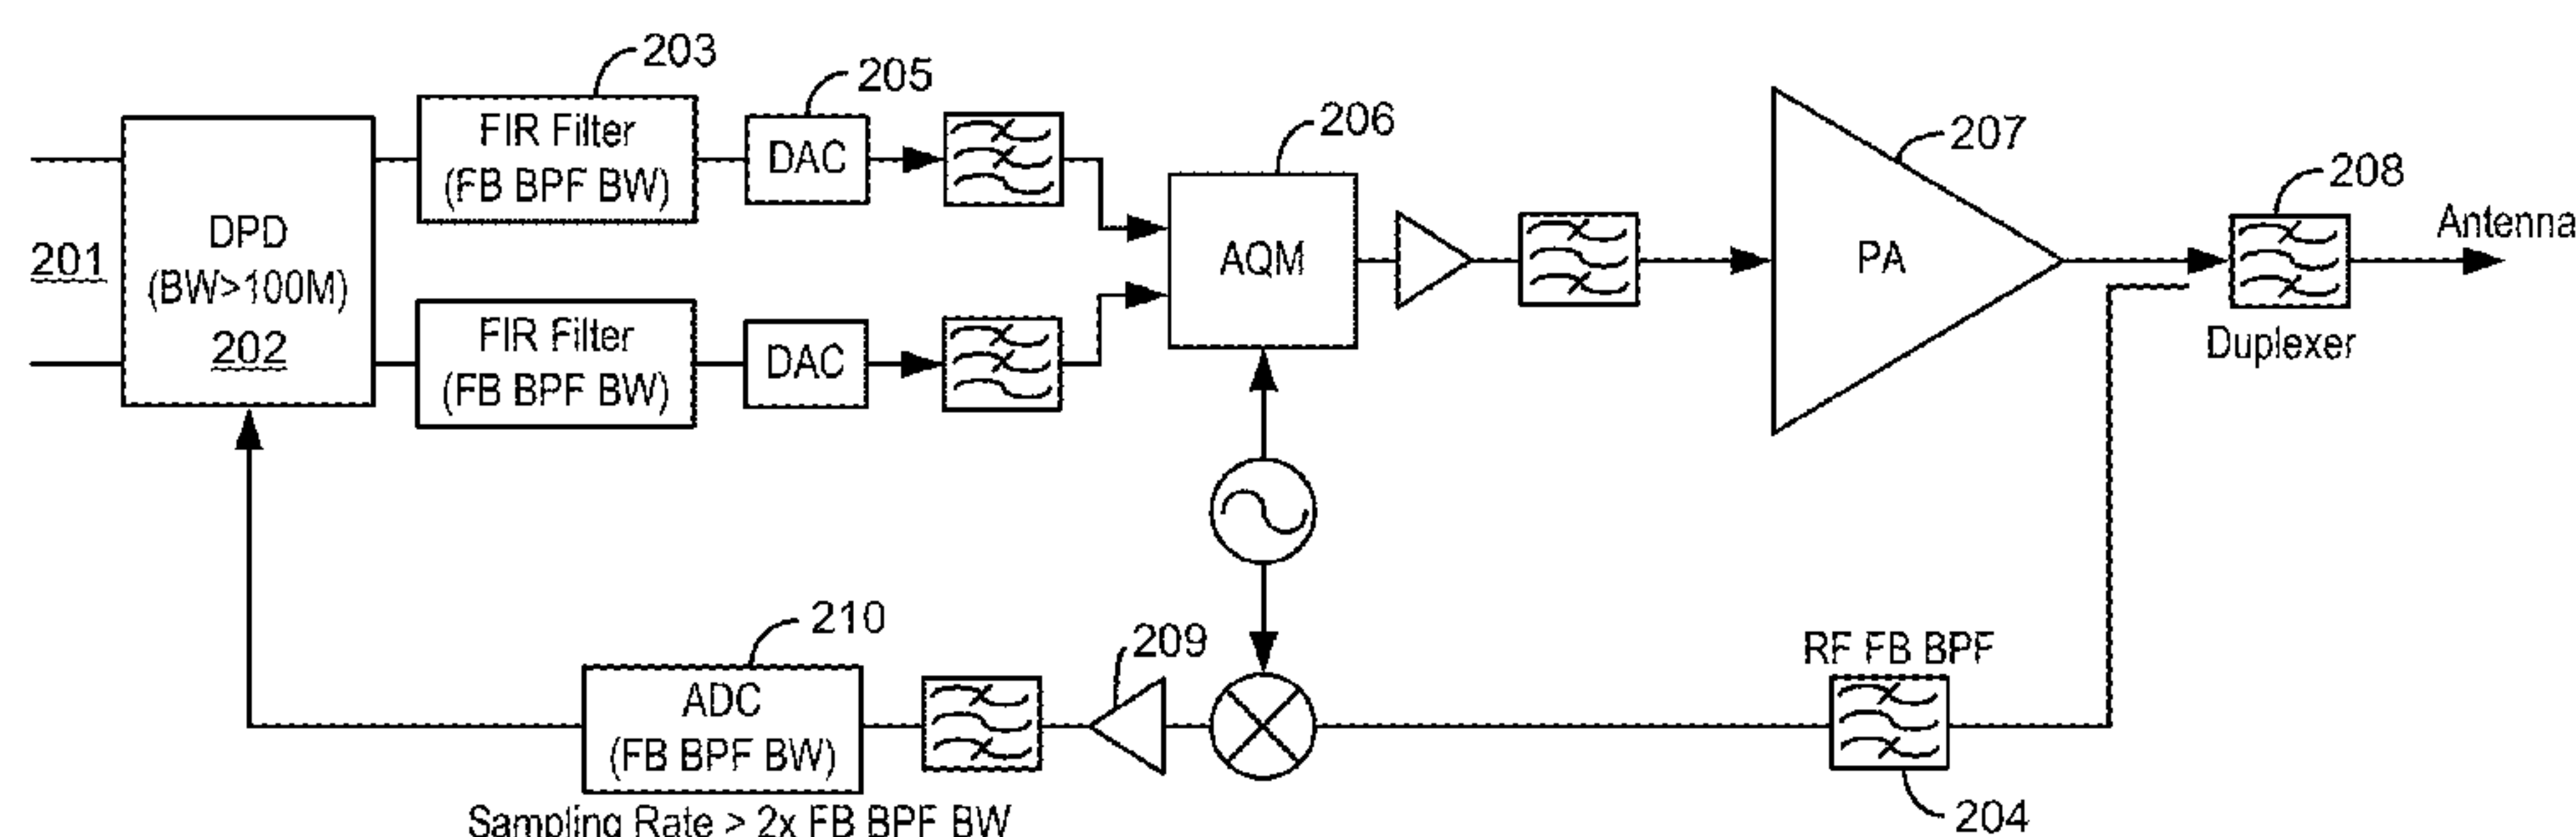 203
205
206
207
208
FIR Filter
(FB BPF BW)
DAC
201
DPD
(BW>100M)
202
AQM
PA
Antenna
Duplexer
FIR Filter
(FB BPF BW)
DAC
210
209
RF FB BPF
ADC
(FB BPF BW)
Sampling Rate > 2x FB BPF BW
204